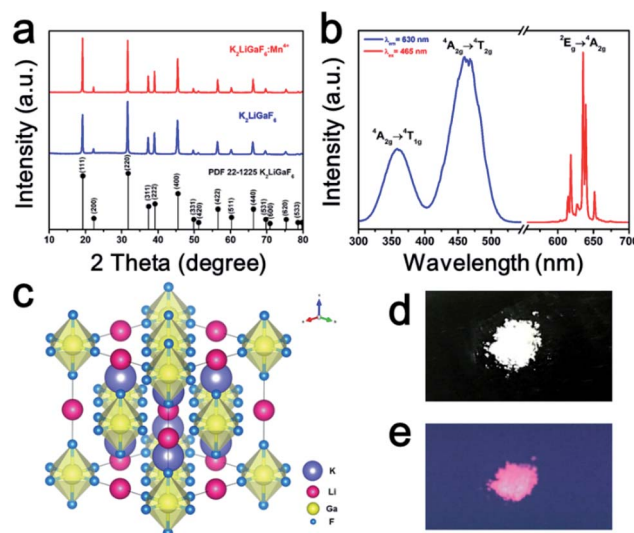 a
K₂LiGaF₆:Mn⁴⁺
K₂LiGaF₆
PDF 22-1225 K₂LiGaF₆
(111)
(200)
(220)
(311)
(222)
(400)
(331)
(420)
(422)
(511)
(440)
(531)
(600)
(620)
(533)
Intensity (a.u.)
10 20 30 40 50 60 70 80
2 Theta (degree)
b
λem= 630 nm
λex= 465 nm
⁴A₂g→⁴T₂g
²Eg→⁴A₂g
⁴A₂g→⁴T₁g
Intensity (a.u.)
300 350 400 450 500 600 650 700
Wavelength (nm)
c
K
Li
Ga
F
d
e